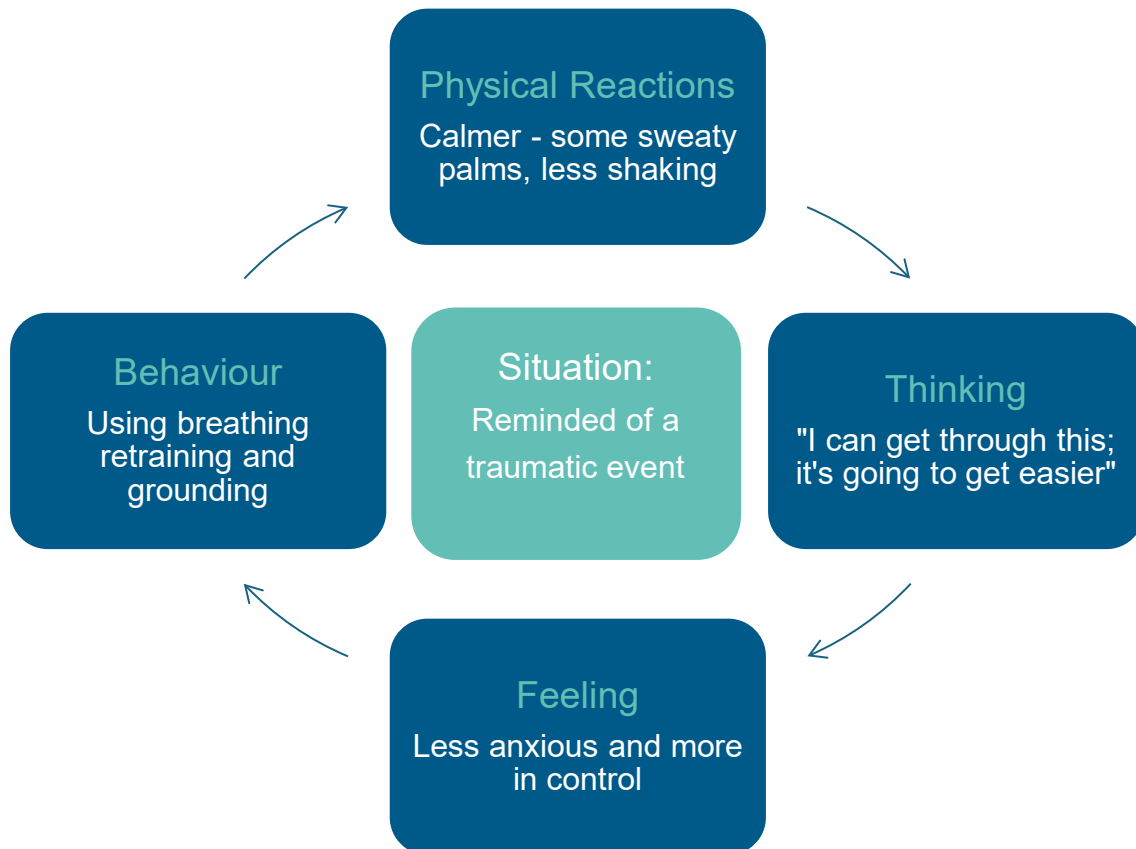 Physical Reactions
Calmer - some sweaty
palms, less shaking
Behaviour
Using breathing
retraining and
grounding
Situation:
Reminded of a
traumatic event
Thinking
"I can get through this;
it's going to get easier"
Feeling
Less anxious and more
in control